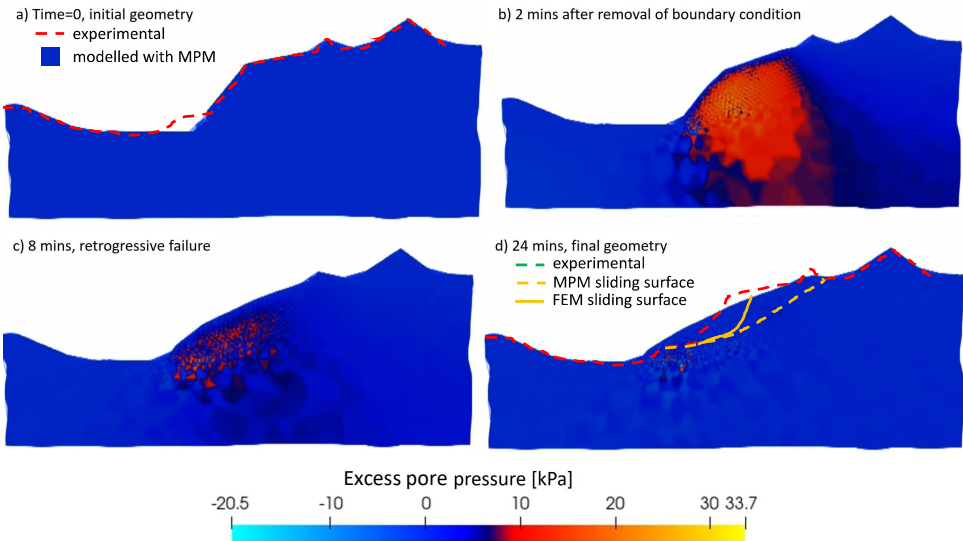 a) Time=0, initial geometry
experimental
modelled with MPM
b) 2 mins after removal of boundary condition
c) 8 mins, retrogressive failure
d) 24 mins, final geometry
experimental
MPM sliding surface
FEM sliding surface
Excess pore pressure [kPa]
-20.5 -10 0 10 20 30 33.7